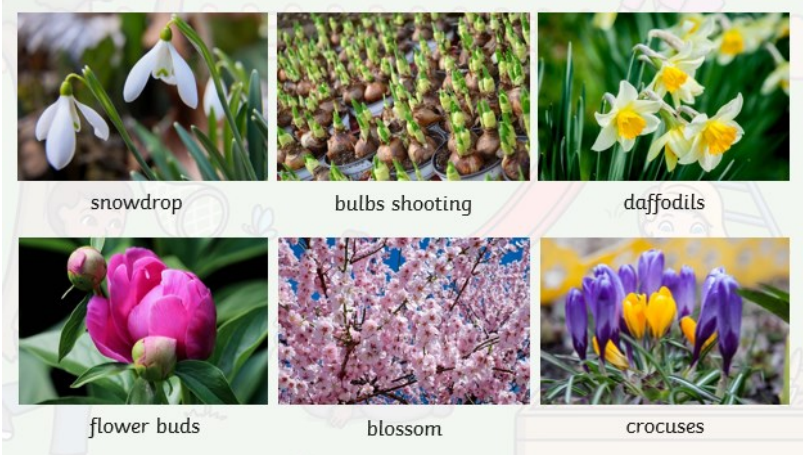 snowdrop
bulbs shooting
daffodils
flower buds
blossom
crocuses